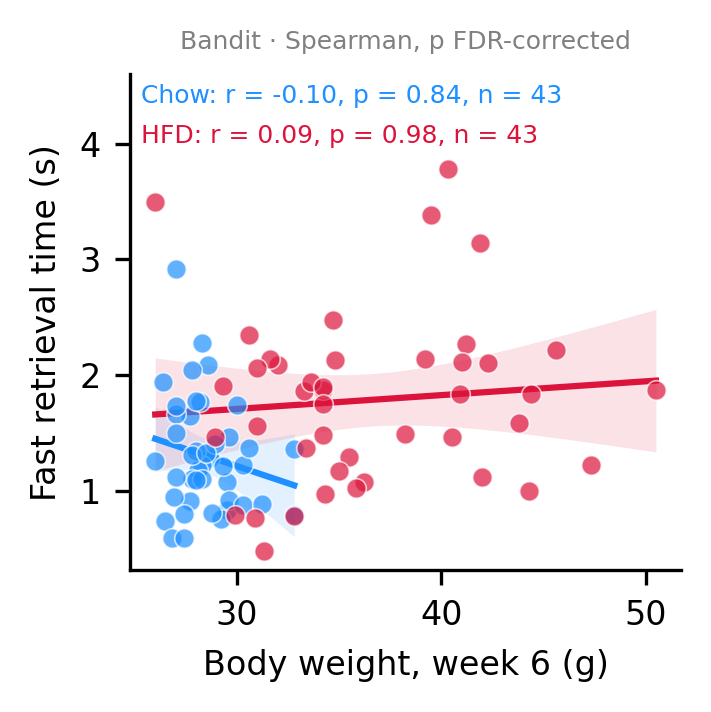 Bandit · Spearman, p FDR-corrected
Chow: r = -0.10, p = 0.84, n = 43
HFD: r = 0.09, p = 0.98, n = 43
Fast retrieval time (s)
4
3
2
1
30 40 50
Body weight, week 6 (g)